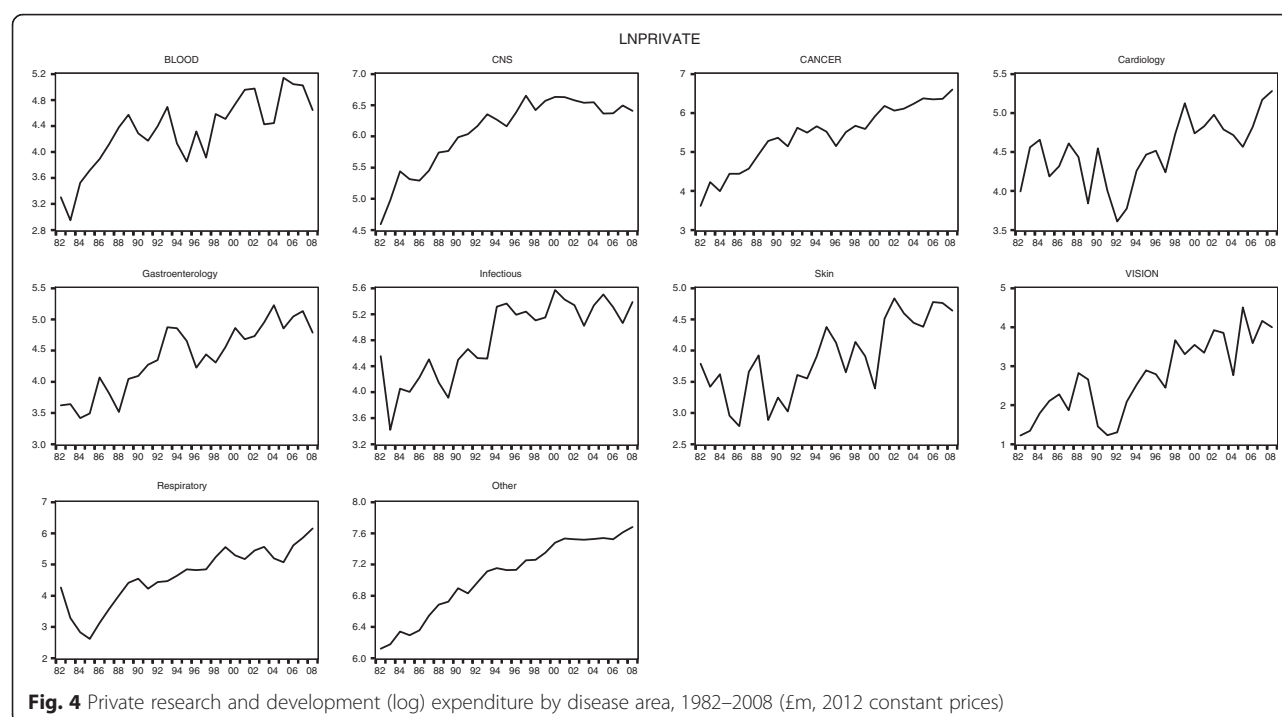 LNPRIVATE
BLOOD
5.2
4.8
4.4
4.0
3.6
3.2
2.8
82 84 86 88 90 92 94 96 98 00 02 04 06 08
CNS
7.0
6.5
6.0
5.5
5.0
4.5
82 84 86 88 90 92 94 96 98 00 02 04 06 08
CANCER
7
6
5
4
3
82 84 86 88 90 92 94 96 98 00 02 04 06 08
Cardiology
5.5
5.0
4.5
4.0
3.5
82 84 86 88 90 92 94 96 98 00 02 04 06 08
Gastroenterology
5.5
5.0
4.5
4.0
3.5
3.0
82 84 86 88 90 92 94 96 98 00 02 04 06 08
Infectious
5.6
5.2
4.8
4.4
4.0
3.6
3.2
82 84 86 88 90 92 94 96 98 00 02 04 06 08
Skin
5.0
4.5
4.0
3.5
3.0
2.5
82 84 86 88 90 92 94 96 98 00 02 04 06 08
VISION
5
4
3
2
1
82 84 86 88 90 92 94 96 98 00 02 04 06 08
Respiratory
7
6
5
4
3
2
82 84 86 88 90 92 94 96 98 00 02 04 06 08
Other
8.0
7.6
7.2
6.8
6.4
6.0
82 84 86 88 90 92 94 96 98 00 02 04 06 08
Fig. 4 Private research and development (log) expenditure by disease area, 1982–2008 (£m, 2012 constant prices)